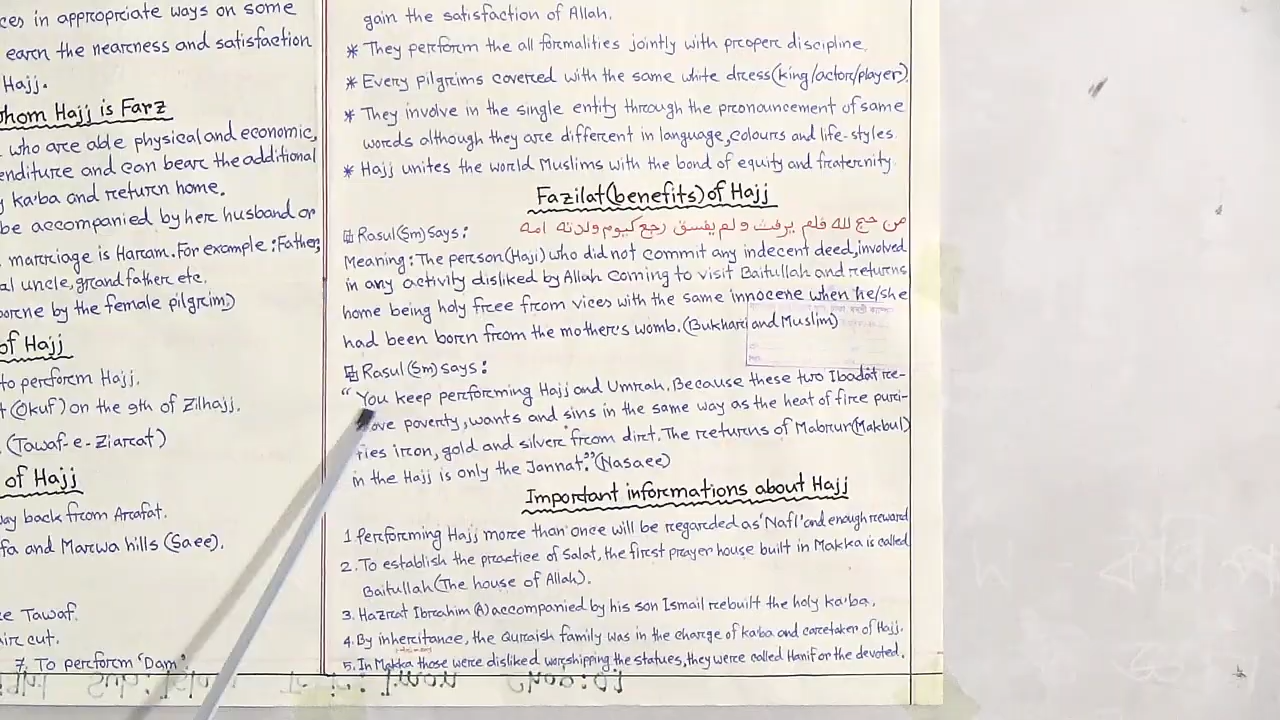 ces in appropriate ways on some
earn the nearness and satisfaction
Hajj.
whom Hajj is Farz
who are able physical and economic,
enditure and can bear the additional
ka'ba and return home.
be accompanied by here husband or
marriage is Haram. For example: Father,
al uncle, grand father etc.
borne by the female pilgrim)
of Hajj
to perform Hajj.
(Okuf) on the 9th of Zilhajj.
(Tawaf-e-Ziarat)
of Hajj
way back from Arafat.
fa and Marwa hills (Saee).
Tawaf.
cut.
7. To perform 'Dam'.
gain the satisfaction of Allah.
* They perform the all formalities jointly with proper discipline.
* Every pilgrims covered with the same white dress (king/actor/player).
* They involve in the single entity through the pronouncement of same
words although they are different in language, colours and life-styles.
* Hajj unites the world Muslims with the bond of equity and fraternity.
Fazilat (benefits) of Hajj
Rasul (Sm) says: من حج لله فلم يرفث ولم يفسق رجع كيوم ولدته امه
Meaning: The person (Haji) who did not commit any indecent deed, involved
in any activity disliked by Allah coming to visit Baitullah and returns
home being holy free from vices with the same innocene when he/she
had been born from the mother's womb. (Bukhari and Muslim)
Rasul (Sm) says:
"You keep performing Hajj and Umrah. Because these two Ibadat re-
ove poverty, wants and sins in the same way as the heat of fire puri-
fies iron, gold and silver from dirt. The returns of Mabrur (Makbul)
in the Hajj is only the Jannat." (Nasaee)
Important informations about Hajj
1 Performing Hajj more than once will be regarded as 'Nafl' and enough reward
2. To establish the practice of Salat, the first prayer house built in Makka is called
Baitullah (The house of Allah).
3. Hazrat Ibrahim (A) accompanied by his son Ismail rebuilt the holy ka'ba.
4. By inheritance, the Quraish family was in the charge of kaba and caretaker of Hajj.
5. In Makka those were disliked worshipping the statues, they were called Hanif or the devoted.